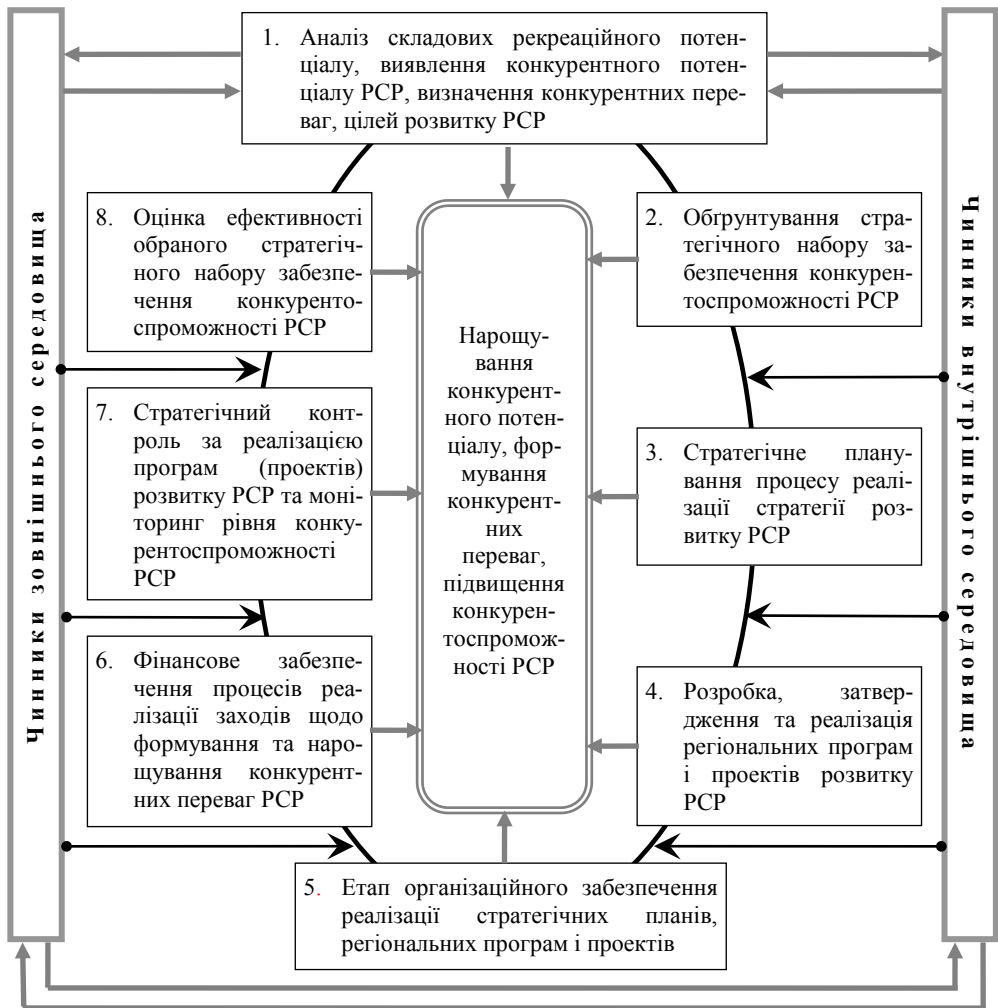 1. Аналіз складових рекреаційного потен-
ціалу, виявлення конкурентного потен-
ціалу РСР, визначення конкурентних пере-
ваг, цілей розвитку РСР
Чинники зовнішнього середовища
8. Оцінка ефективності
обраного стратегіч-
ного набору забезпе-
чення конкуренто-
спроможності РСР
7. Стратегічний конт-
роль за реалізацією
програм (проектів)
розвитку РСР та моні-
торинг рівня конку-
рентоспроможності
РСР
6. Фінансове забезпе-
чення процесів реа-
лізації заходів щодо
формування та наро-
щування конкурент-
них переваг РСР
Нарощу-
вання
конкурент-
ного потен-
ціалу, фор-
мування
конкурент-
них
переваг,
підвищення
конкурен-
тоспромож-
ності РСР
2. Обґрунтування стра-
тегічного набору за-
безпечення конкурен-
тоспроможності РСР
3. Стратегічне плану-
вання процесу реалі-
зації стратегії роз-
витку РСР
4. Розробка, затвер-
дження та реалізація
регіональних програм
і проектів розвитку
РСР
Чинники внутрішнього середовища
5. Етап організаційного забезпечення
реалізації стратегічних планів,
регіональних програм і проектів